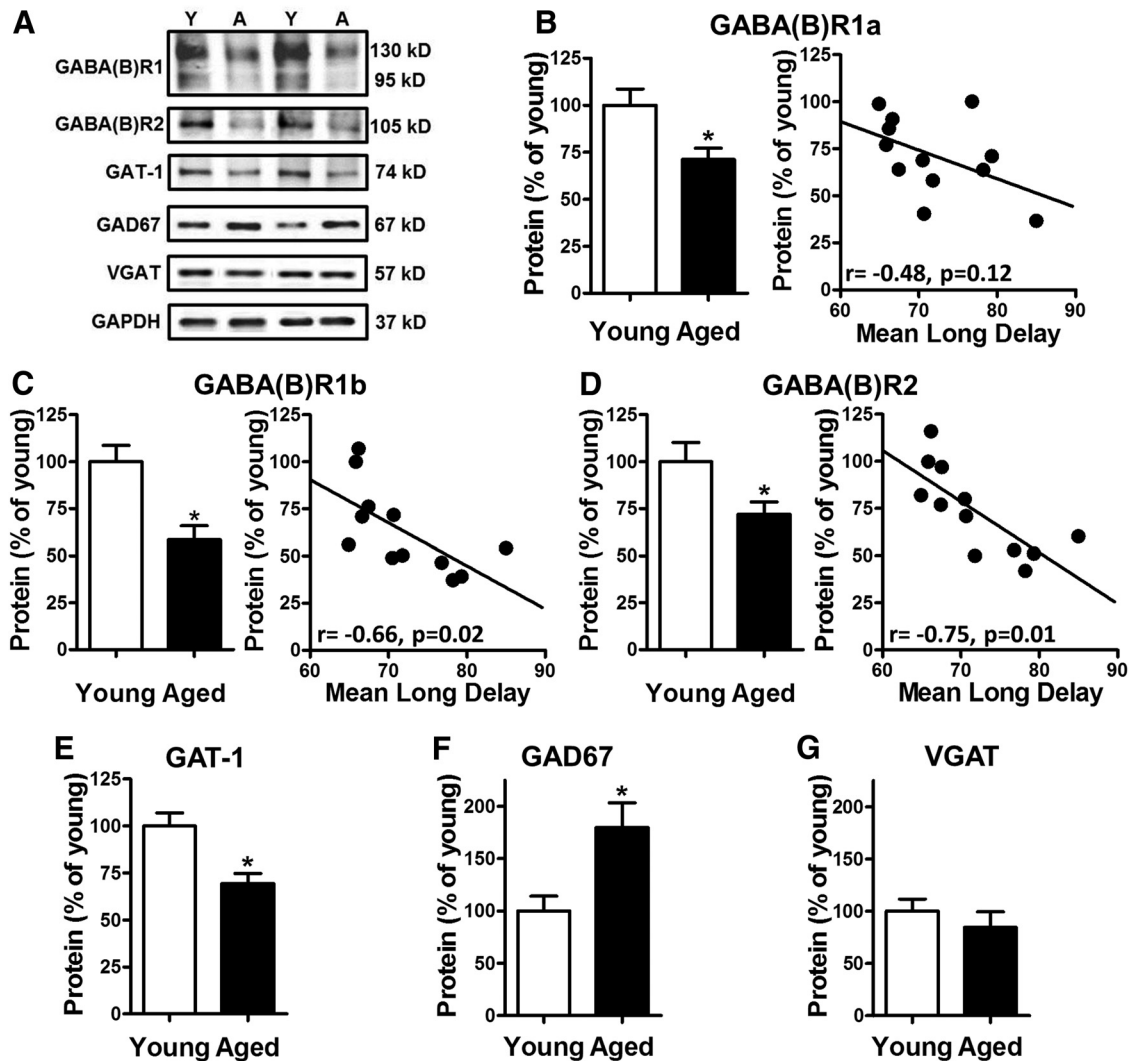 A
Y A Y A
GABA(B)R1
130 kD
95 kD
GABA(B)R2
105 kD
GAT-1
74 kD
GAD67
67 kD
VGAT
57 kD
GAPDH
37 kD
B
GABA(B)R1a
Protein (% of young)
125
100
75
50
25
0
*
Young Aged
Protein (% of young)
125
100
75
50
25
0
r= -0.48, p=0.12
60 70 80 90
Mean Long Delay
C
GABA(B)R1b
Protein (% of young)
125
100
75
50
25
0
*
Young Aged
Protein (% of young)
125
100
75
50
25
0
r= -0.66, p=0.02
60 70 80 90
Mean Long Delay
D
GABA(B)R2
Protein (% of young)
125
100
75
50
25
0
*
Young Aged
Protein (% of young)
125
100
75
50
25
0
r= -0.75, p=0.01
60 70 80 90
Mean Long Delay
E
GAT-1
Protein (% of young)
125
100
75
50
25
0
*
Young Aged
F
GAD67
Protein (% of young)
200
150
100
50
0
*
Young Aged
G
VGAT
Protein (% of young)
200
150
100
50
0
Young Aged